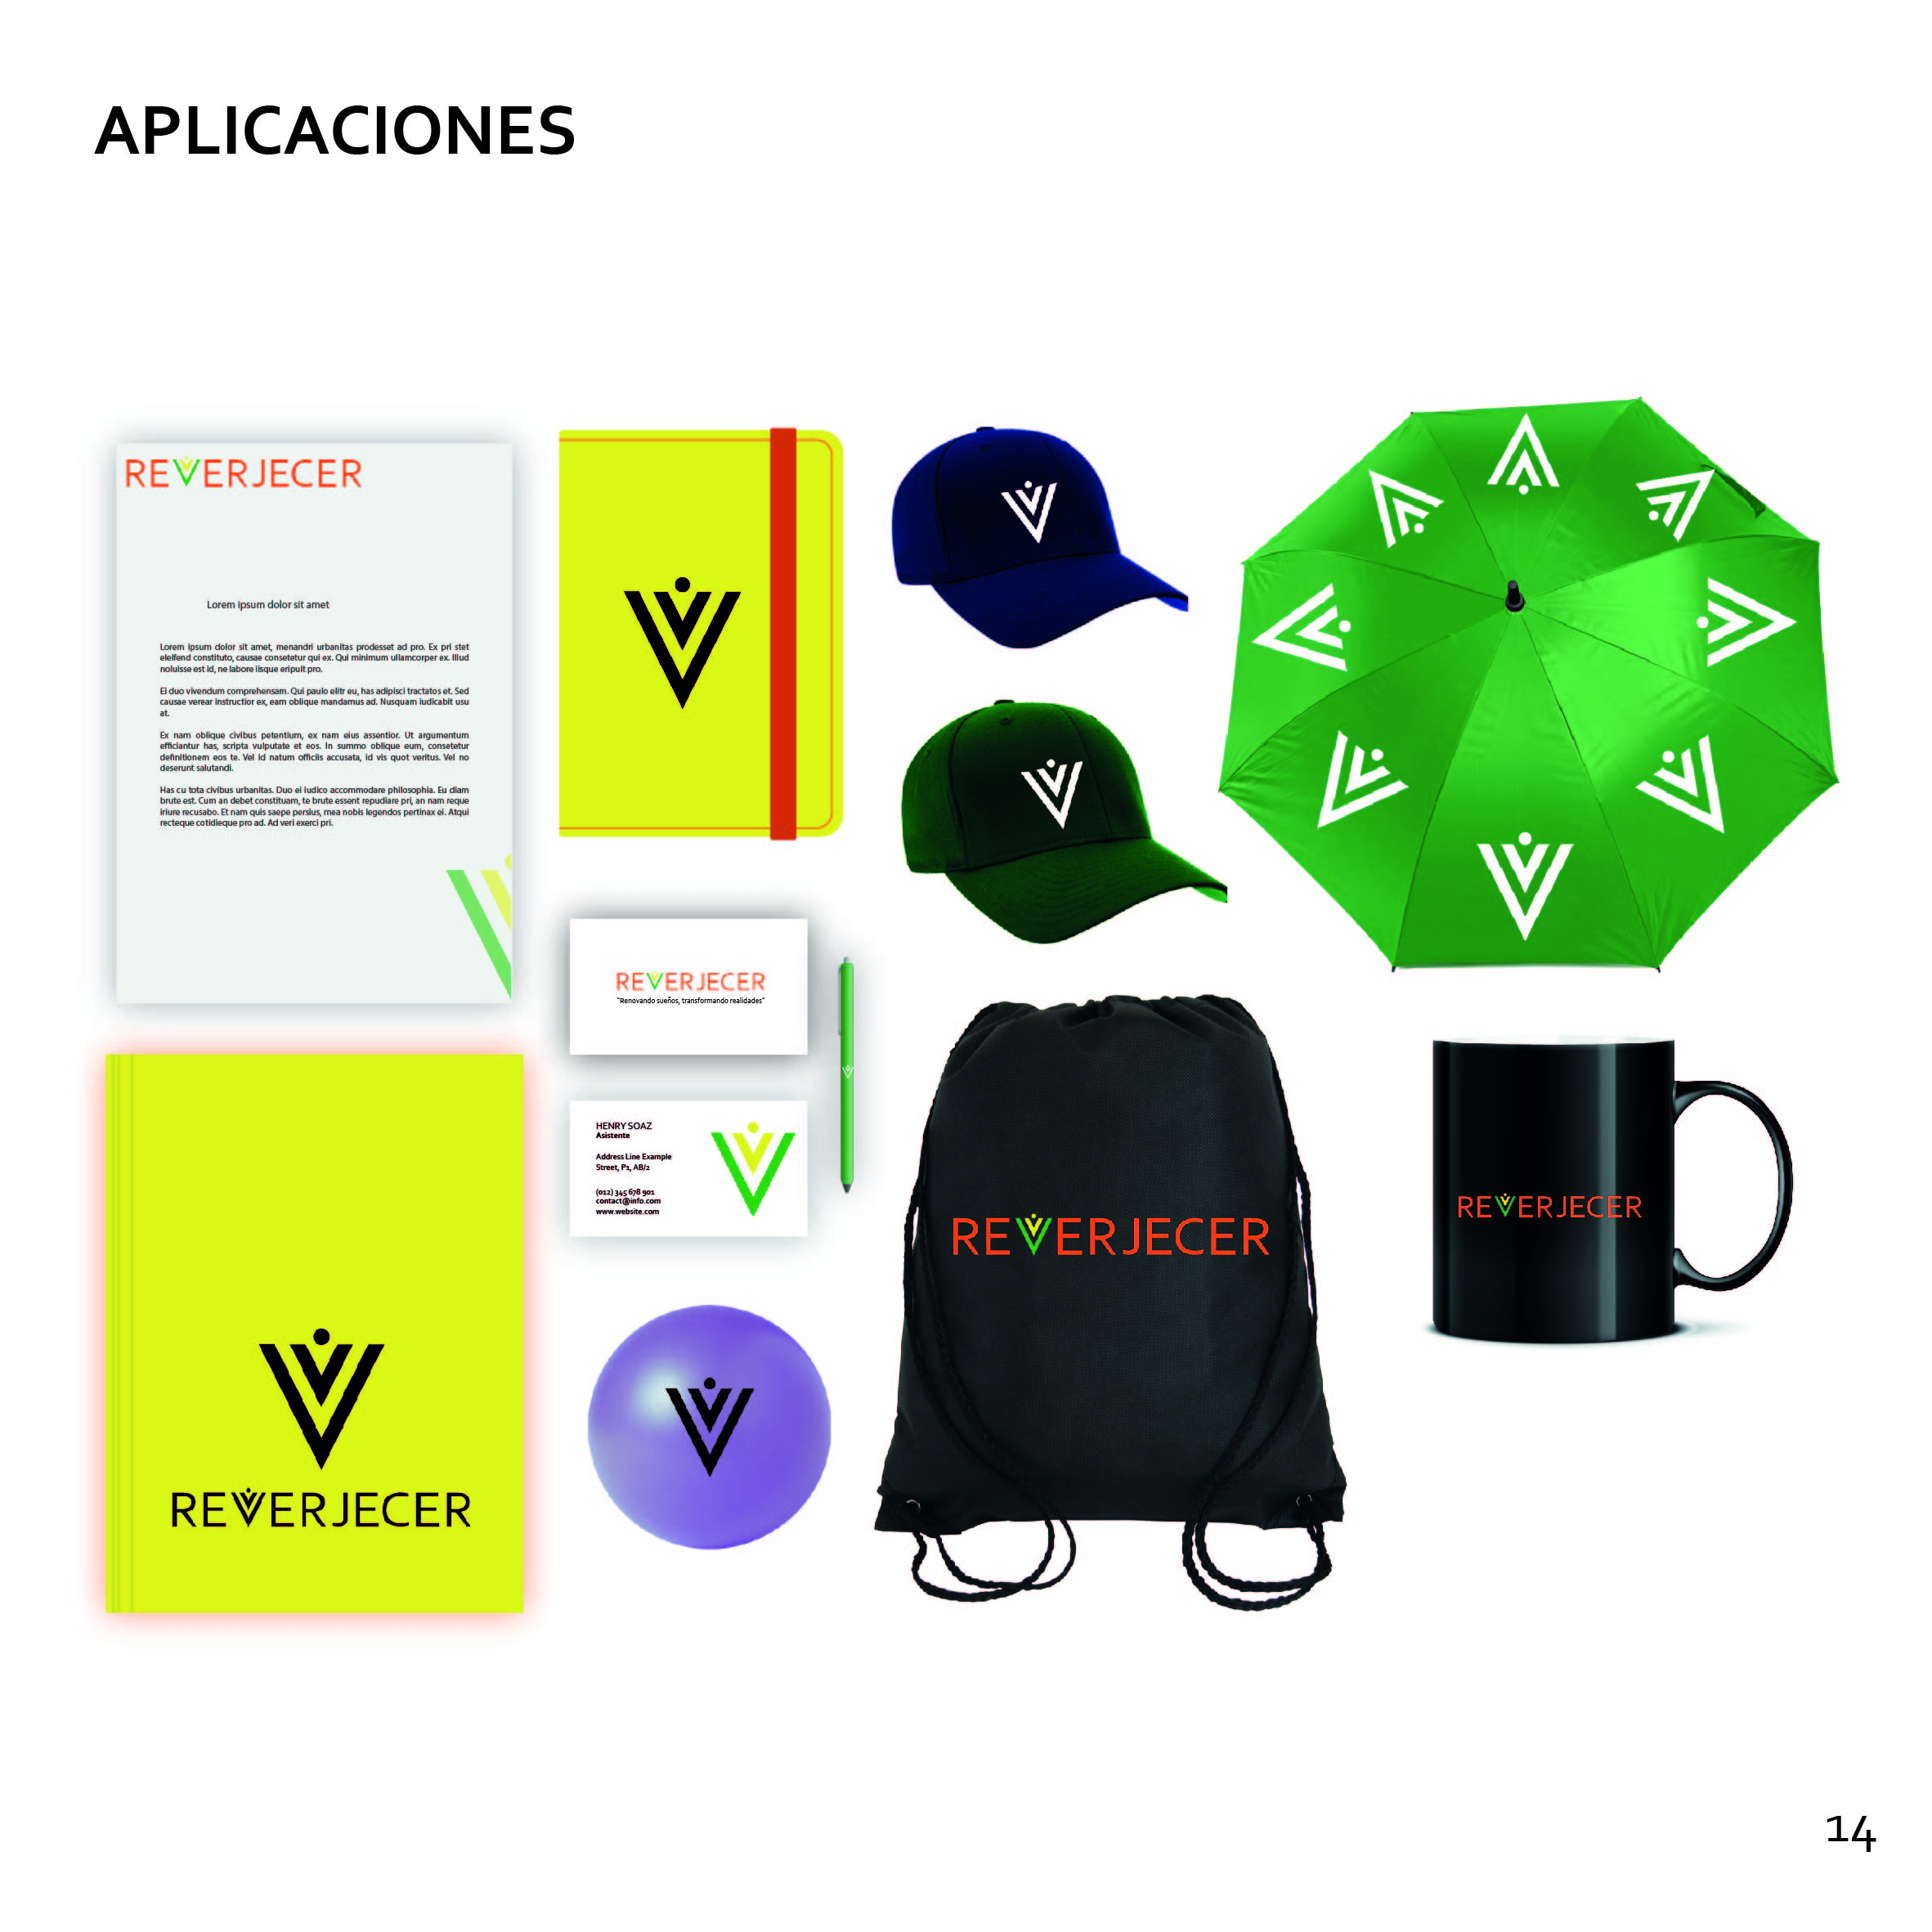 APLICACIONES
REVERJECER
Lorem ipsum dolor sit amet
Lorem ipsum dolor sit amet, menandri urbanitas prodesset ad pro. Ex pri stet
eleifend constituto, causae consetetur qui ex. Qui minimum ullamcorper ex. Illud
noluisse est id, ne labore iisque eripuit pro.
Ei duo vivendum comprehensam. Qui paulo elitr eu, has adipisci tractatos et. Sed
causae verear instructior ex, eam oblique mandamus ad. Nusquam iudicabit usu
at.
Ex nam oblique civibus petentium, ex nam eius assentior. Ut argumentum
efficiantur has, scripta vulputate et eos. In summo oblique eum, consetetur
definitionem eos te. Vel id natum officiis accusata, id vis quot veritus. Vel no
deserunt salutandi.
Has cu tota civibus urbanitas. Duo ei iudico accommodare philosophia. Eu diam
brute est. Cum an debet constituam, te brute essent repudiare pri, an nam reque
iriure recusabo. Et nam quis saepe persius, mea nobis legendos pertinax ei. Atqui
recteque cotidieque pro ad. Ad veri exerci pri.
REVERJECER
"Renovando sueños, transformando realidades"
HENRY SOAZ
Asistente
Address Line Example
Street, P1, AB/2
(012) 345 678 901
contact@info.com
www.website.com
REVERJECER
REVERJECER
REVERJECER
14